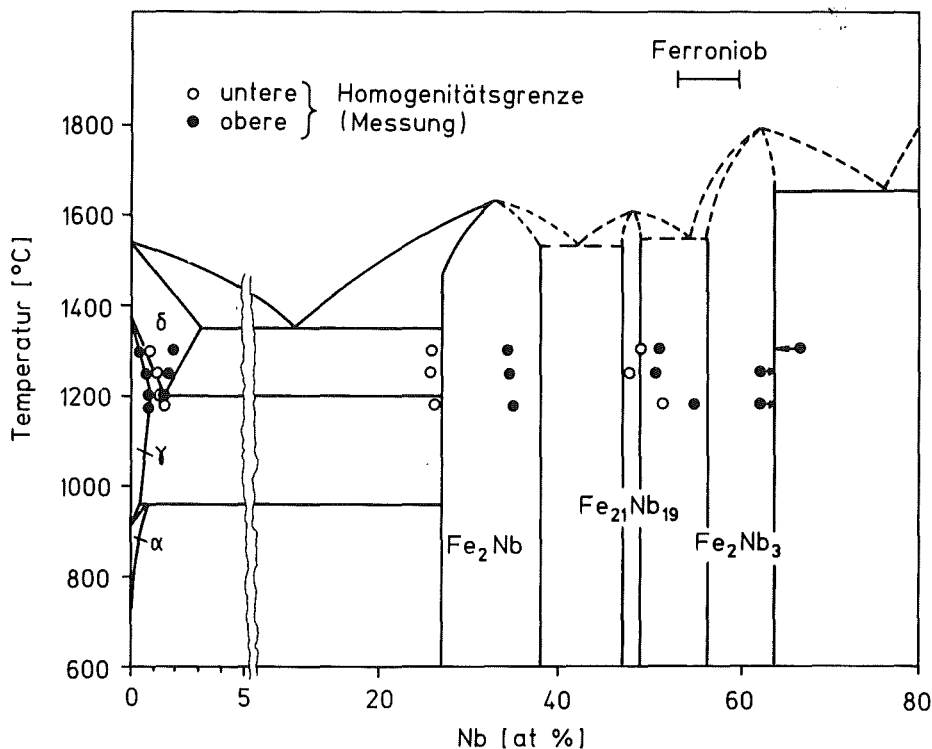 Ferroniob
untere
obere
Homogenitätsgrenze
(Messung)
Temperatur [°C]
1800
1600
1400
1200
1000
800
600
δ
γ
α
Fe2Nb
Fe21Nb19
Fe2Nb3
0 5 20 40 60 80
Nb [at %]